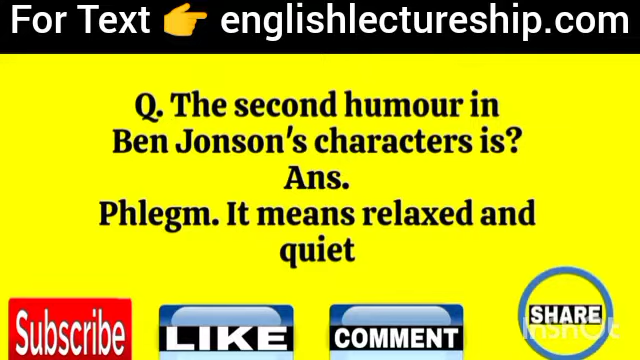 For Text 👉 englishlectureship.com
Q. The second humour in
Ben Jonson's characters is?
Ans.
Phlegm. It means relaxed and
quiet
Subscribe
LIKE
COMMENT
SHARE
InShOt